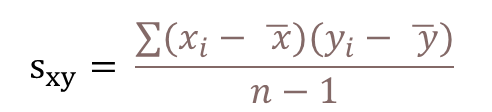 s_xy = ∑(x_i − x̄)(y_i − ȳ) / n − 1